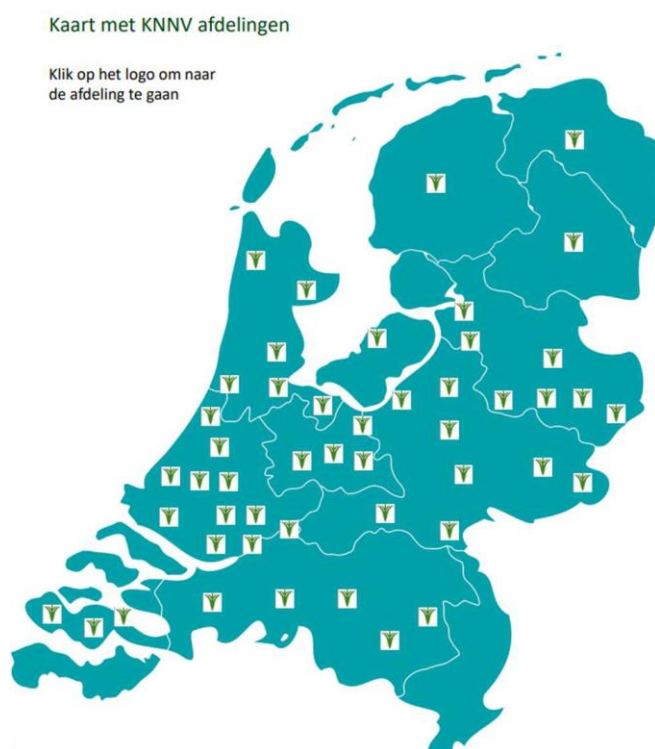 Kaart met KNNV afdelingen
Klik op het logo om naar
de afdeling te gaan